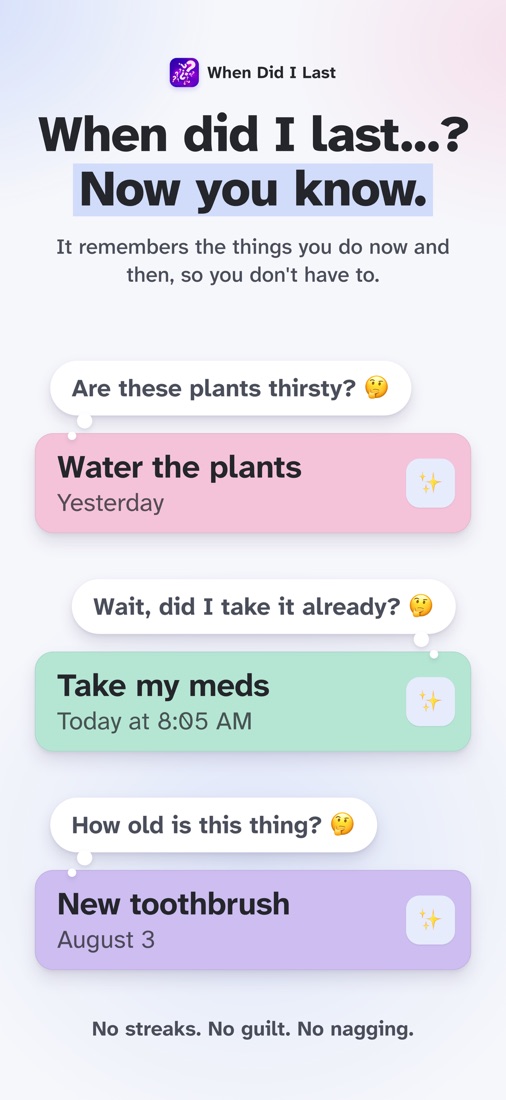 When Did I Last
When did I last...?
Now you know.
It remembers the things you do now and
then, so you don't have to.
Are these plants thirsty? 🤔
Water the plants
Yesterday
Wait, did I take it already? 🤔
Take my meds
Today at 8:05 AM
How old is this thing? 🤔
New toothbrush
August 3
No streaks. No guilt. No nagging.